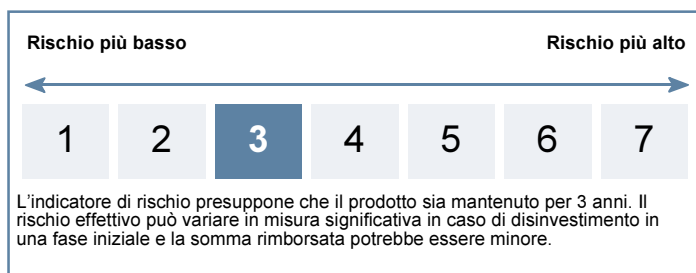 Rischio più basso Rischio più alto
1 2 3 4 5 6 7
L'indicatore di rischio presuppone che il prodotto sia mantenuto per 3 anni. Il
rischio effettivo può variare in misura significativa in caso di disinvestimento in
una fase iniziale e la somma rimborsata potrebbe essere minore.